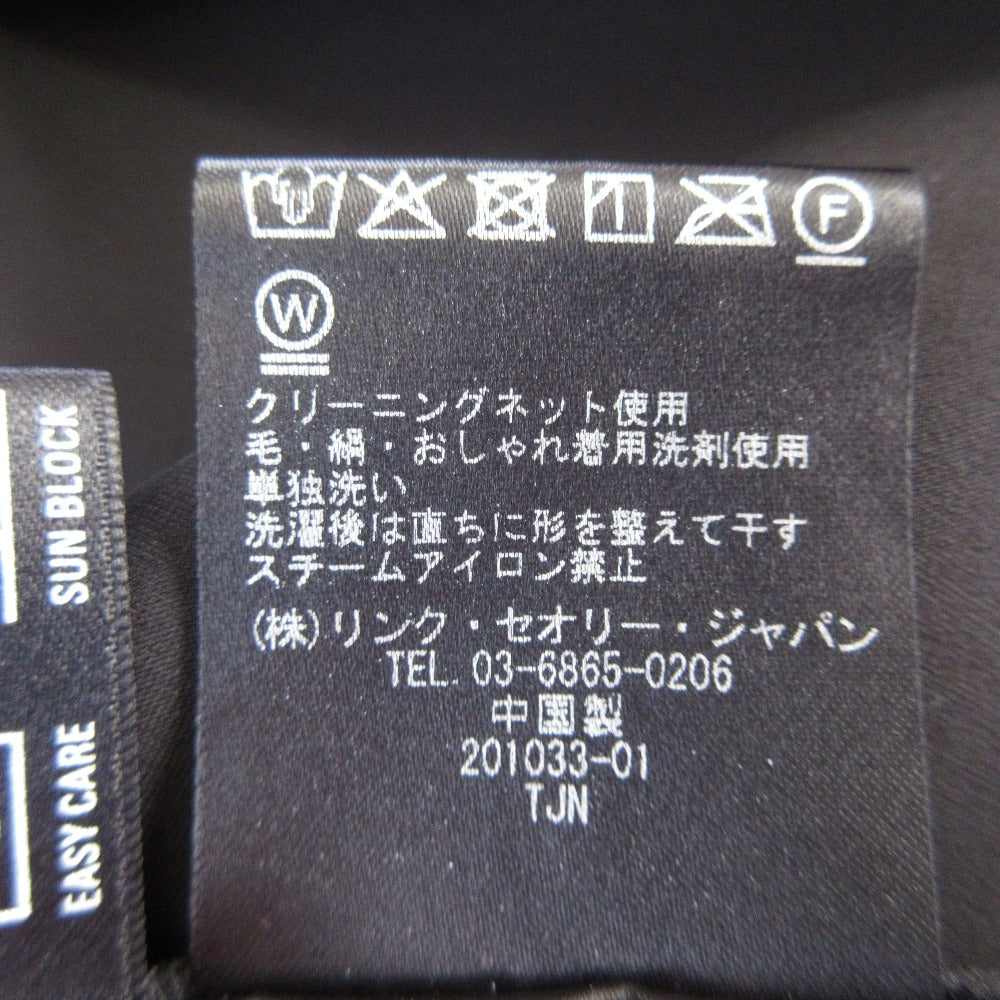 F
W
クリーニングネット使用
毛・絹・おしゃれ着用洗剤使用
単独洗い
洗濯後は直ちに形を整えて干す
スチームアイロン禁止
(株)リンク・セオリー・ジャパン
TEL. 03-6865-0206
中国製
201033-01
TJN
SUN BLOCK
EASY CARE